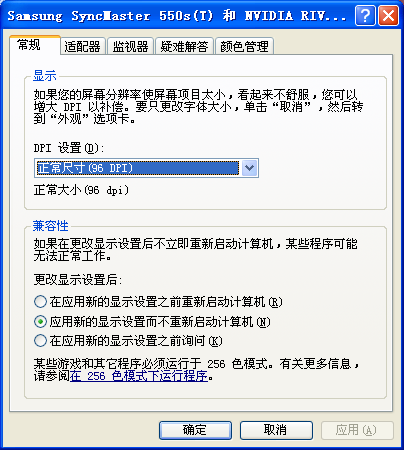 Samsung SyncMaster 550s(T) 和 NVIDIA RIV...
常规 适配器 监视器 疑难解答 颜色管理
显示
如果您的屏幕分辨率使屏幕项目太小，看起来不舒服，您可以
增大 DPI 以补偿。要只更改字体大小，单击“取消”，然后转
到“外观”选项卡。
DPI 设置(D):
正常尺寸(96 DPI)
正常大小(96 dpi)
兼容性
如果在更改显示设置后不立即重新启动计算机，某些程序可能
无法正常工作。
更改显示设置后:
在应用新的显示设置之前重新启动计算机(R)
应用新的显示设置而不重新启动计算机(N)
在应用新的显示设置之前询问(K)
某些游戏和其它程序必须运行于 256 色模式。有关更多信息，
请参阅在 256 色模式下运行程序。
确定 取消 应用(A)